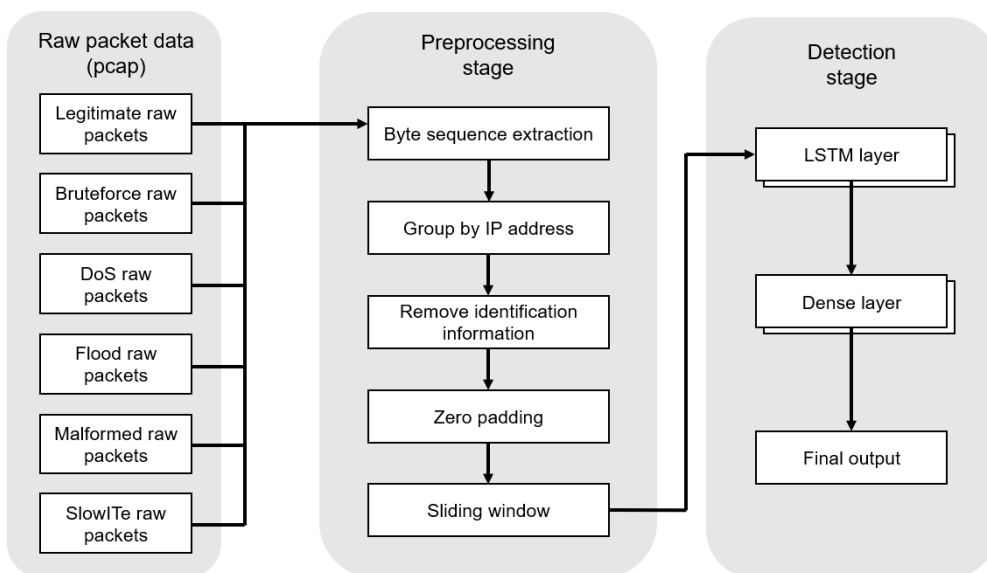 Raw packet data
(pcap)
Legitimate raw
packets
Bruteforce raw
packets
DoS raw
packets
Flood raw
packets
Malformed raw
packets
SlowITe raw
packets
Preprocessing
stage
Byte sequence extraction
Group by IP address
Remove identification
information
Zero padding
Sliding window
Detection
stage
LSTM layer
Dense layer
Final output